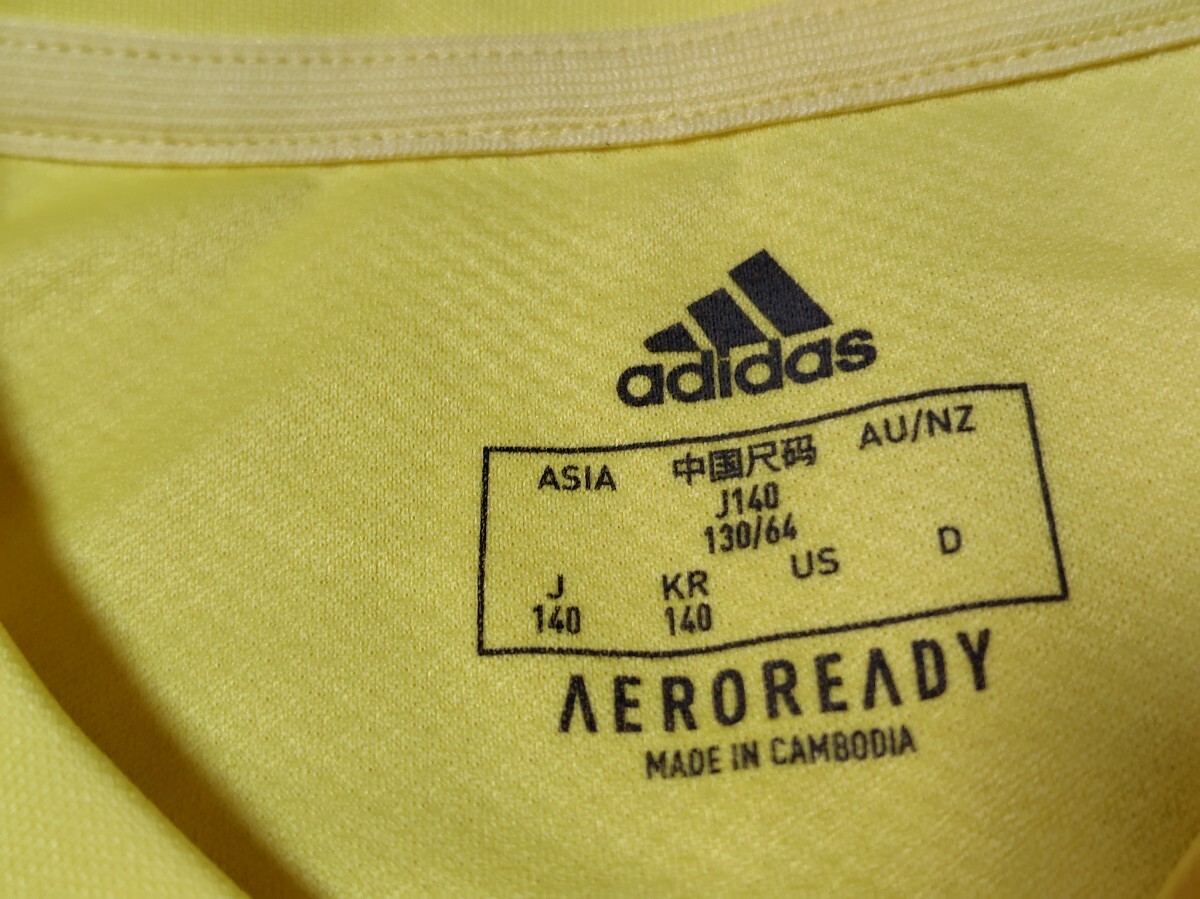 adidas
ASIA 中国尺码 AU/NZ
J140
130/64
J KR US D
140 140
AEROREADY
MADE IN CAMBODIA